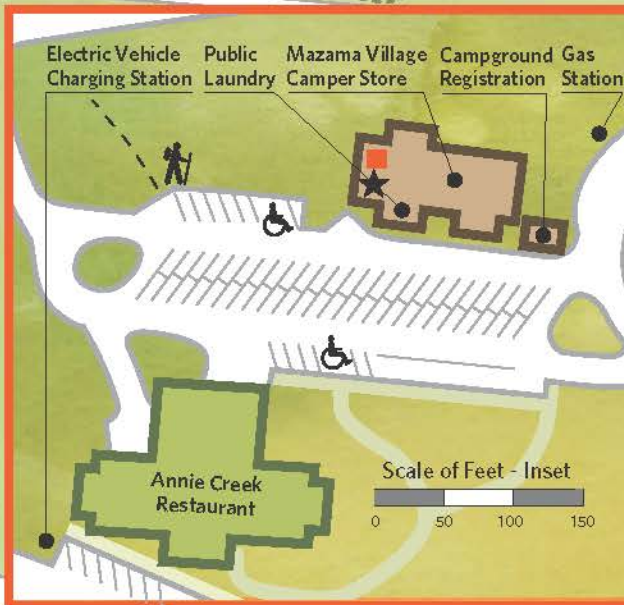 Electric Vehicle
Charging Station
Public
Laundry
Mazama Village
Camper Store
Campground
Registration
Gas
Station
Annie Creek
Restaurant
Scale of Feet - Inset
0 50 100 150